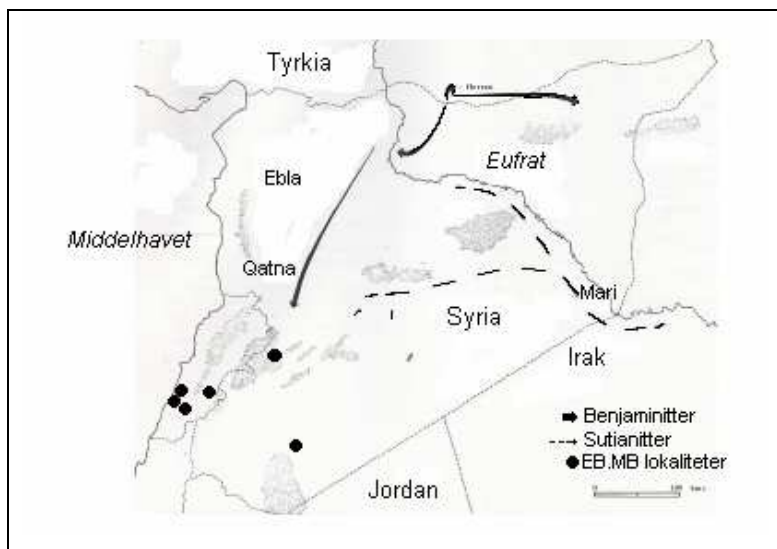 Tyrkia
Eufrat
Ebla
Middelhavet
Qatna
Mari
Syria
Irak
Benjaminitter
Sutianitter
EB.MB lokaliteter
Jordan